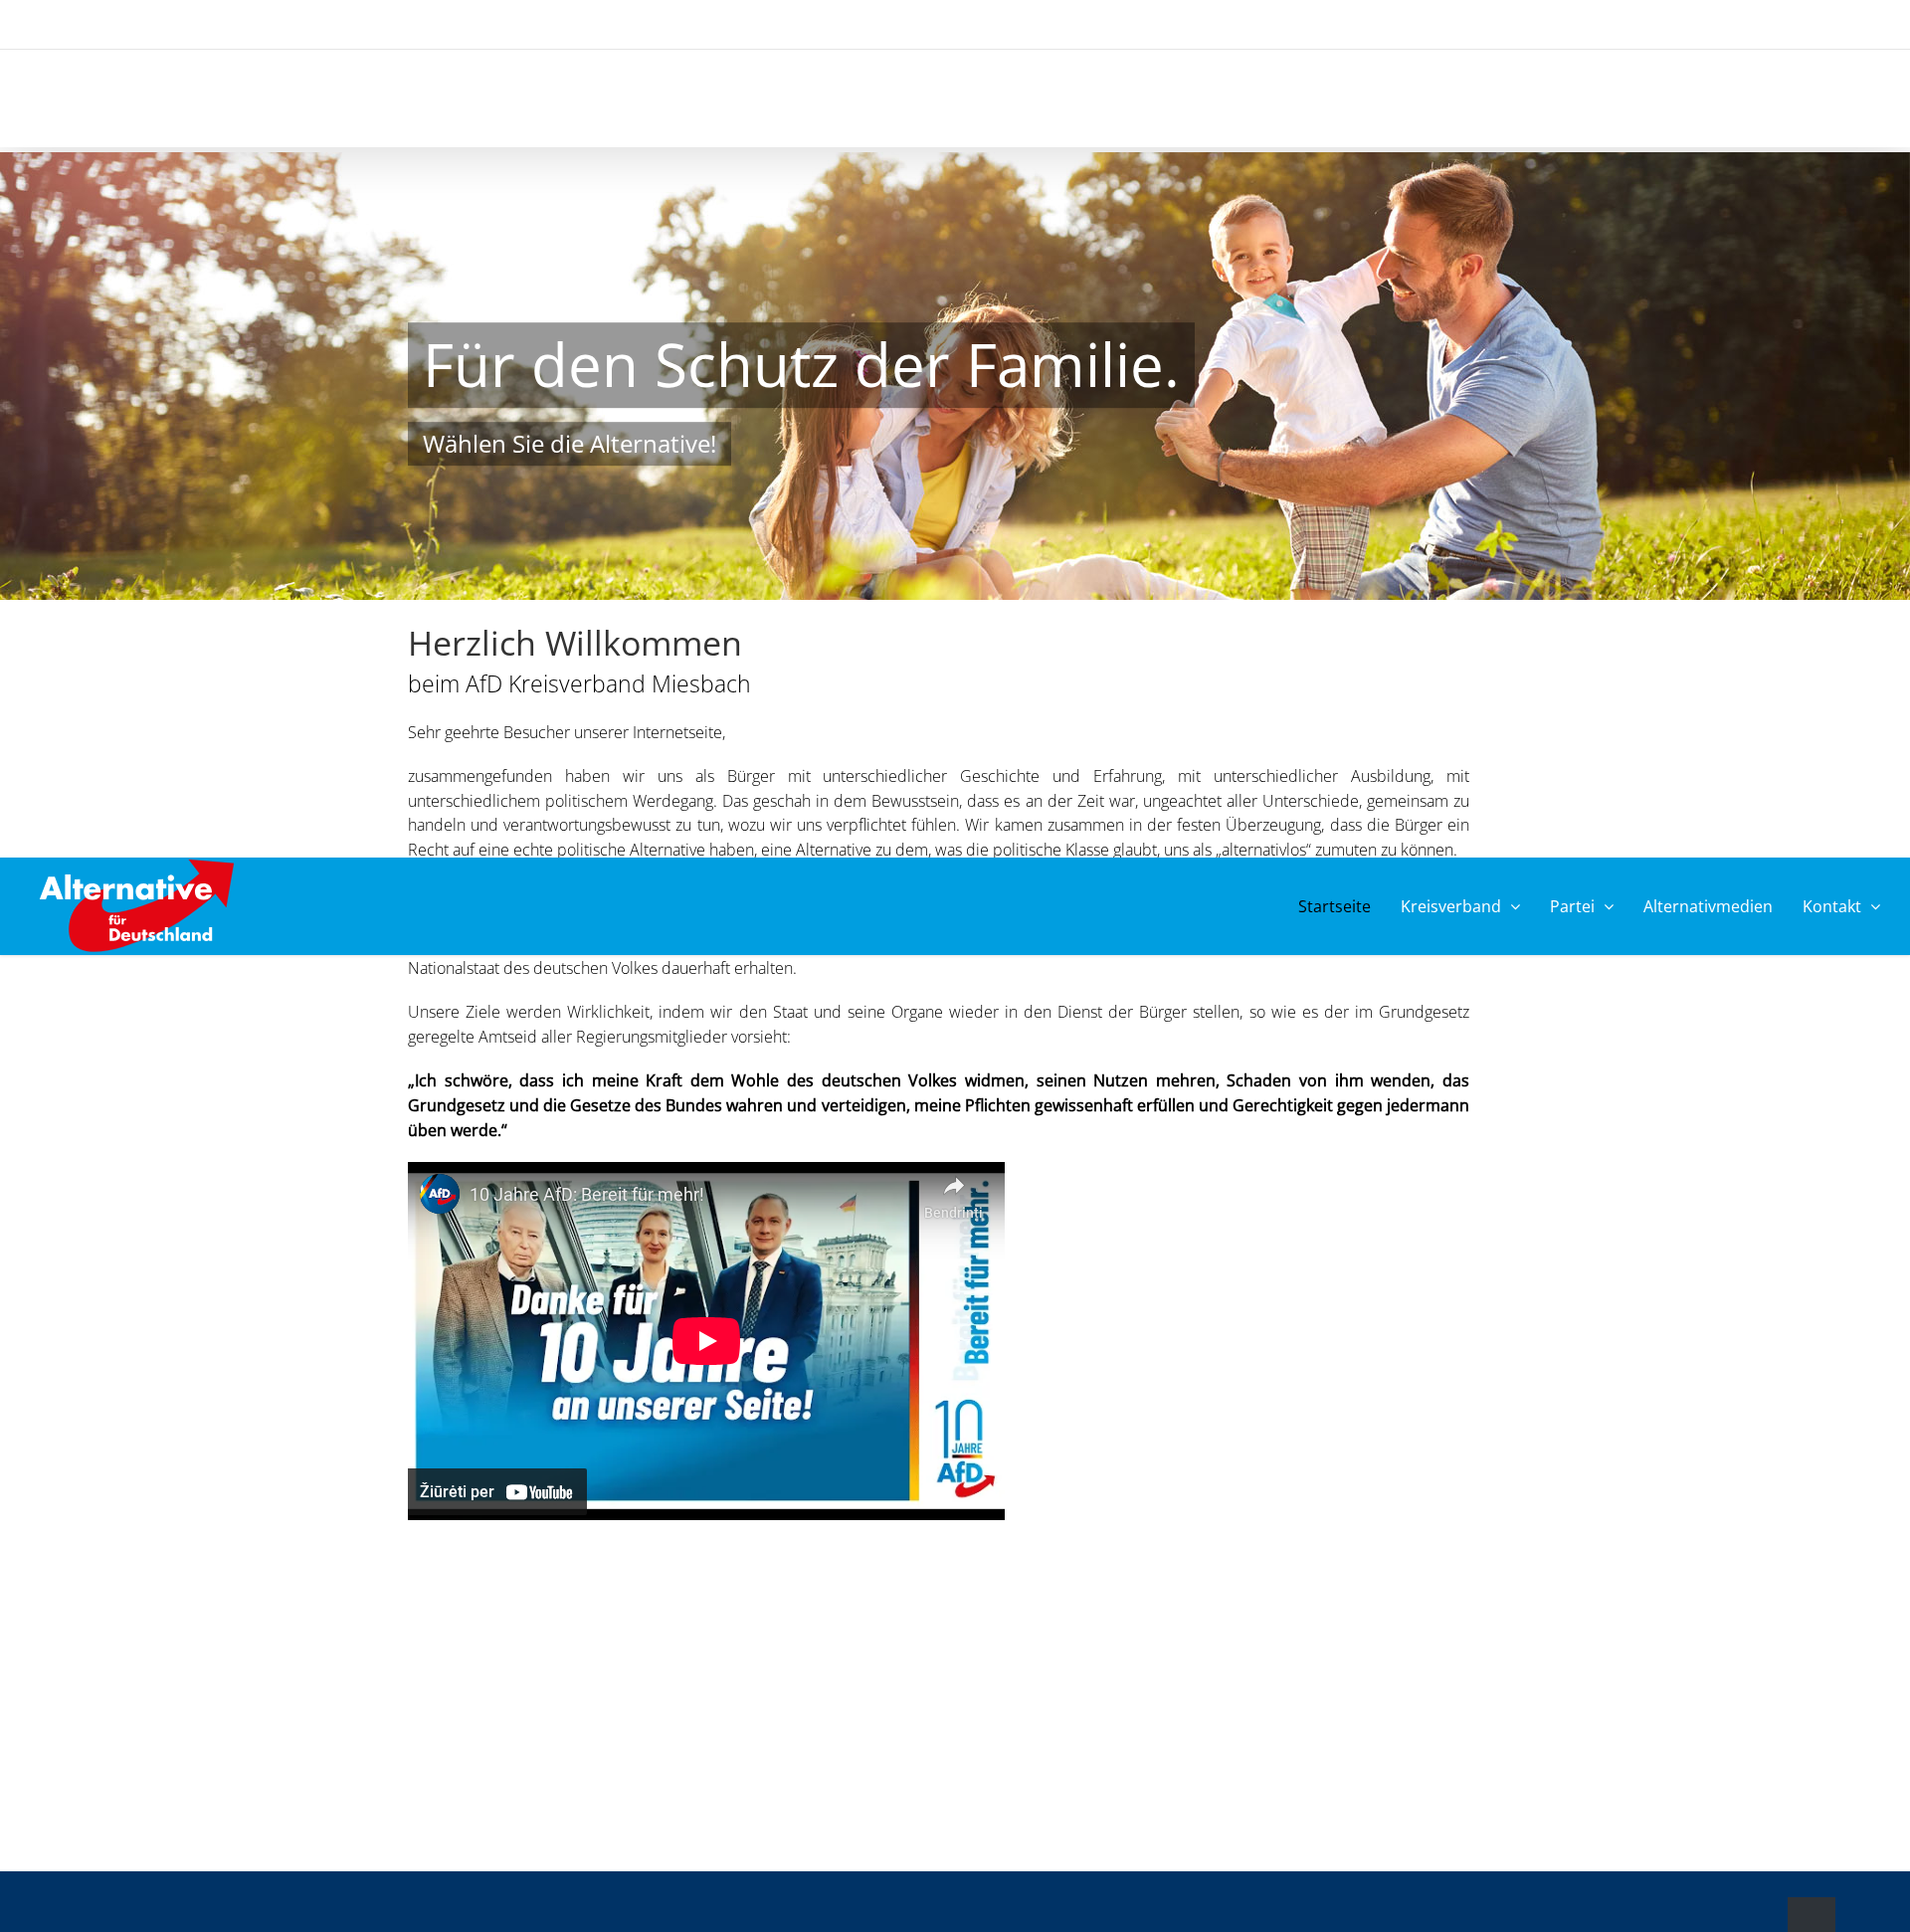 Für den Schutz der Familie.
Wählen Sie die Alternative!
Herzlich Willkommen
beim AfD Kreisverband Miesbach
Sehr geehrte Besucher unserer Internetseite,
zusammengefunden haben wir uns als Bürger mit unterschiedlicher Geschichte und Erfahrung, mit unterschiedlicher Ausbildung, mit
unterschiedlichem politischem Werdegang. Das geschah in dem Bewusstsein, dass es an der Zeit war, ungeachtet aller Unterschiede, gemeinsam zu
handeln und verantwortungsbewusst zu tun, wozu wir uns verpflichtet fühlen. Wir kamen zusammen in der festen Überzeugung, dass die Bürger ein
Recht auf eine echte politische Alternative haben, eine Alternative zu dem, was die politische Klasse glaubt, uns als „alternativlos“ zumuten zu können.
Alternative
für
Deutschland
Startseite Kreisverband Partei Alternativmedien Kontakt
Nationalstaat des deutschen Volkes dauerhaft erhalten.
Unsere Ziele werden Wirklichkeit, indem wir den Staat und seine Organe wieder in den Dienst der Bürger stellen, so wie es der im Grundgesetz
geregelte Amtseid aller Regierungsmitglieder vorsieht:
„Ich schwöre, dass ich meine Kraft dem Wohle des deutschen Volkes widmen, seinen Nutzen mehren, Schaden von ihm wenden, das
Grundgesetz und die Gesetze des Bundes wahren und verteidigen, meine Pflichten gewissenhaft erfüllen und Gerechtigkeit gegen jedermann
üben werde.“
AfD
10 Jahre AfD: Bereit für mehr!
Bendrinti
Danke für
10 Jahre
an unserer Seite!
Bereit für mehr.
10
JAHRE
AfD
Žiūrėti per YouTube